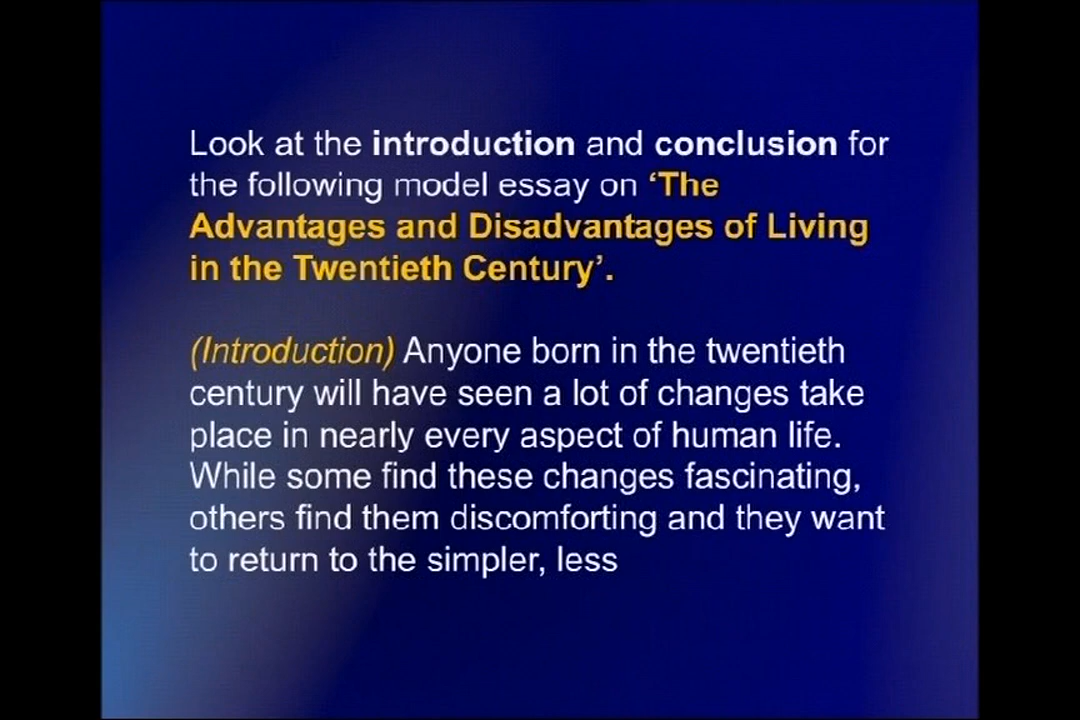 Look at the introduction and conclusion for
the following model essay on ‘The
Advantages and Disadvantages of Living
in the Twentieth Century’.
(Introduction) Anyone born in the twentieth
century will have seen a lot of changes take
place in nearly every aspect of human life.
While some find these changes fascinating,
others find them discomforting and they want
to return to the simpler, less